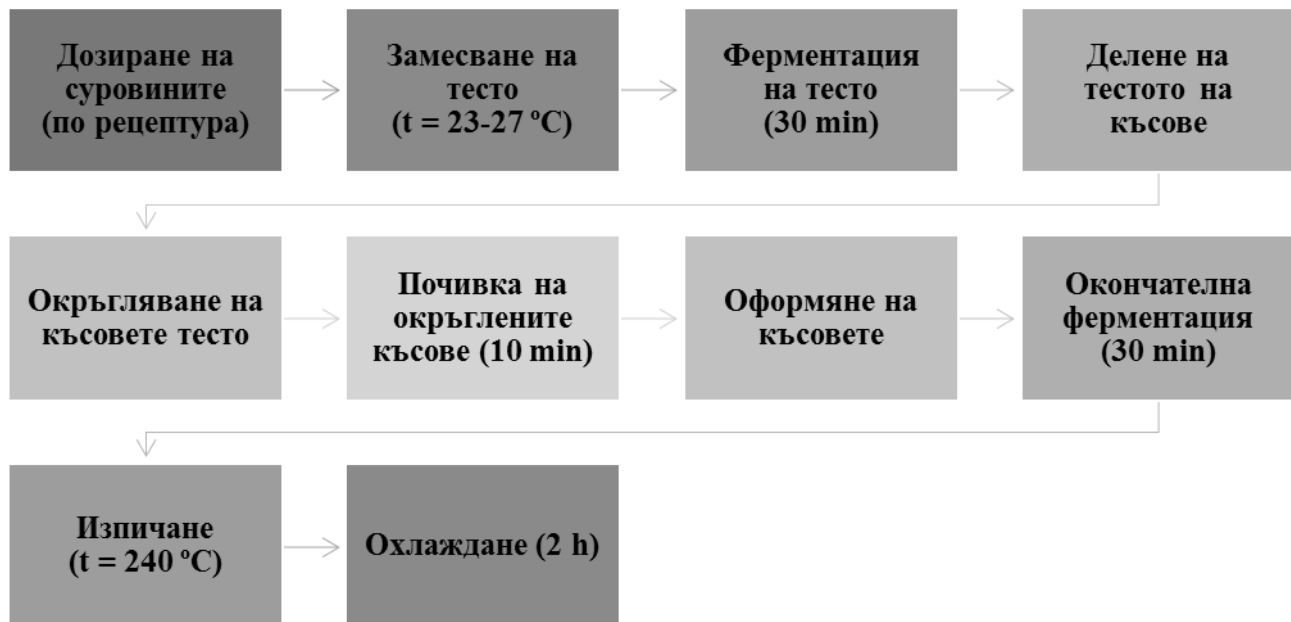 Дозиране на
суровините
(по рецептура)
Замесване на
тесто
(t = 23-27 ºC)
Ферментация
на тесто
(30 min)
Делене на
тестото на
късове
Окръгляване на
късовете тесто
Почивка на
окръглените
късове (10 min)
Оформяне на
късовете
Окончателна
ферментация
(30 min)
Изпичане
(t = 240 ºC)
Охлаждане (2 h)